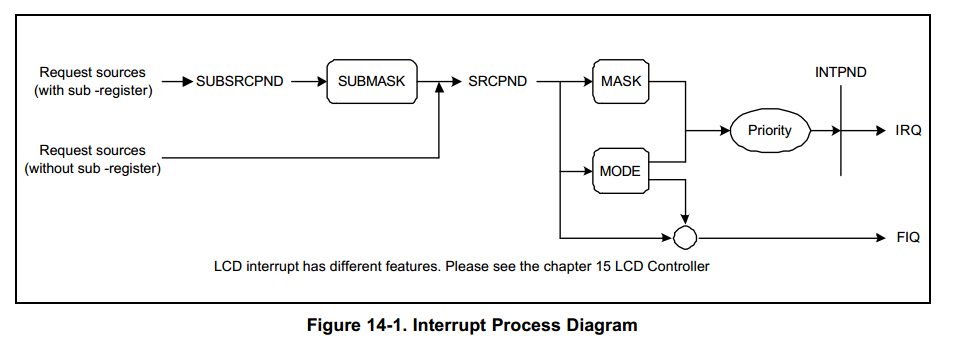 Request sources
(with sub -register)
SUBSRCPND
SUBMASK
SRCPND
MASK
INTPND
Priority
IRQ
Request sources
(without sub -register)
MODE
FIQ
LCD interrupt has different features. Please see the chapter 15 LCD Controller
Figure 14-1. Interrupt Process Diagram